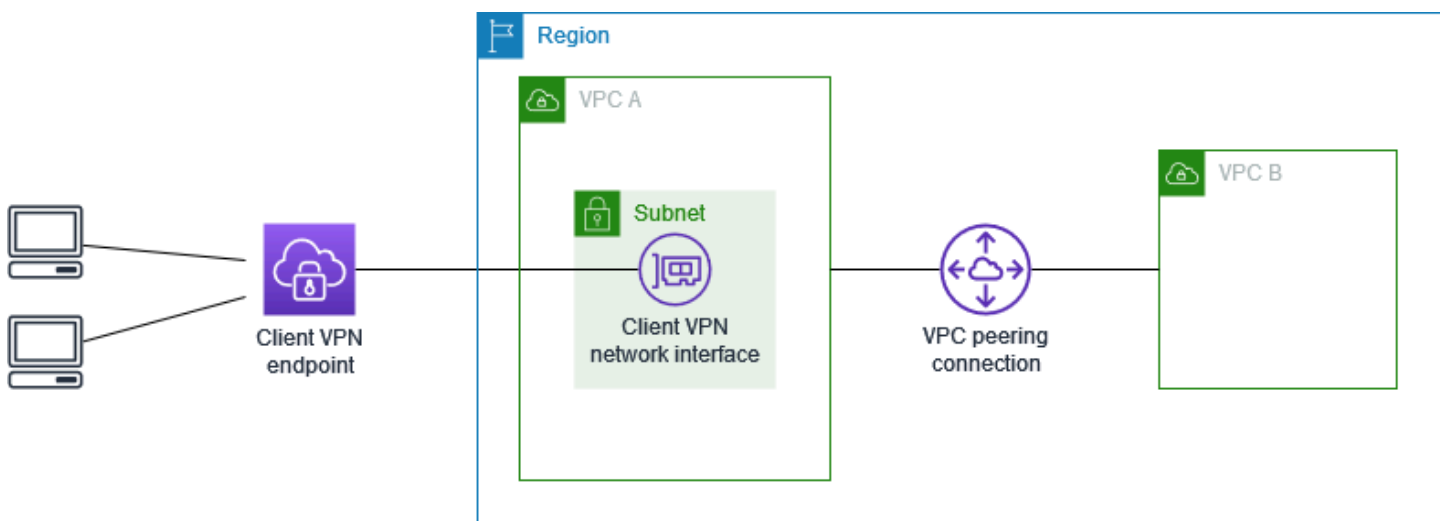 Region
VPC A
VPC B
Subnet
Client VPN
network interface
Client VPN
endpoint
VPC peering
connection